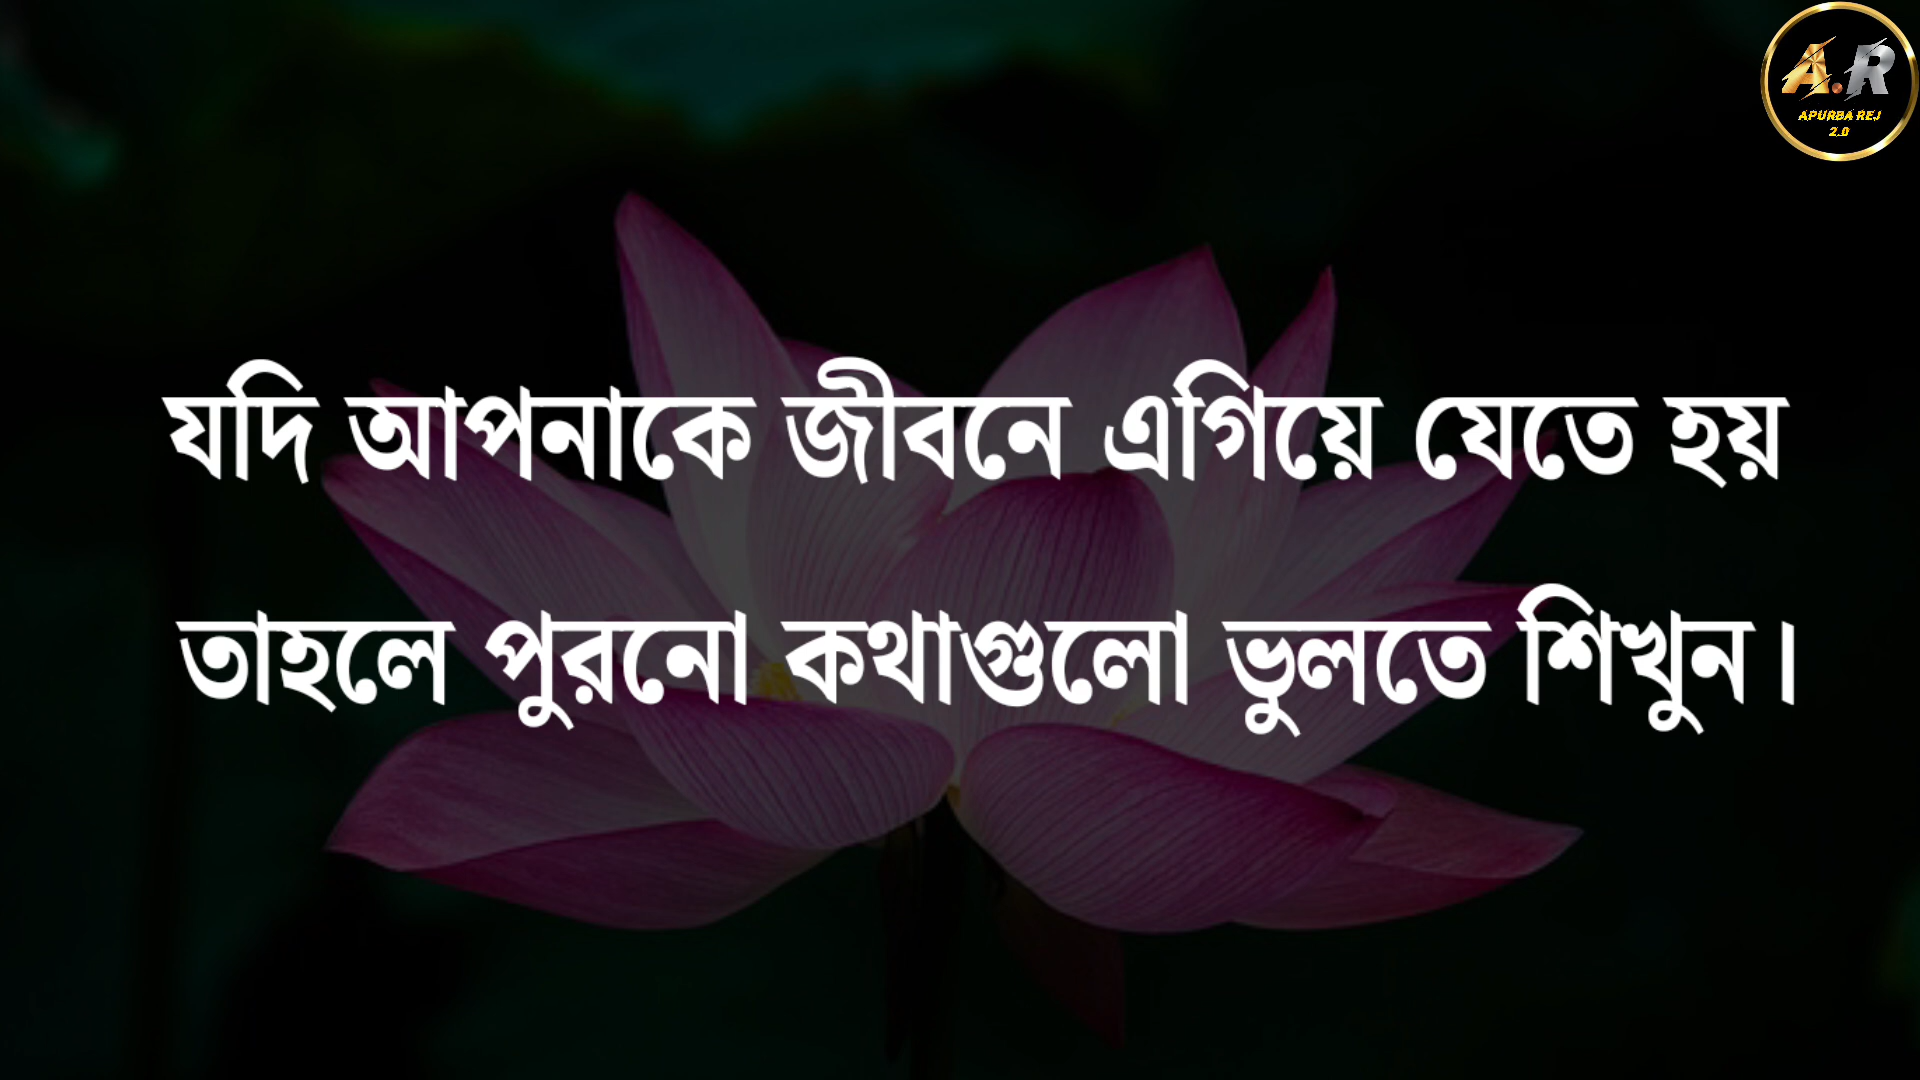 A.R
APURBA REJ
2.0
যদি আপনাকে জীবনে এগিয়ে যেতে হয়
তাহলে পুরনো কথাগুলো ভুলতে শিখুন।